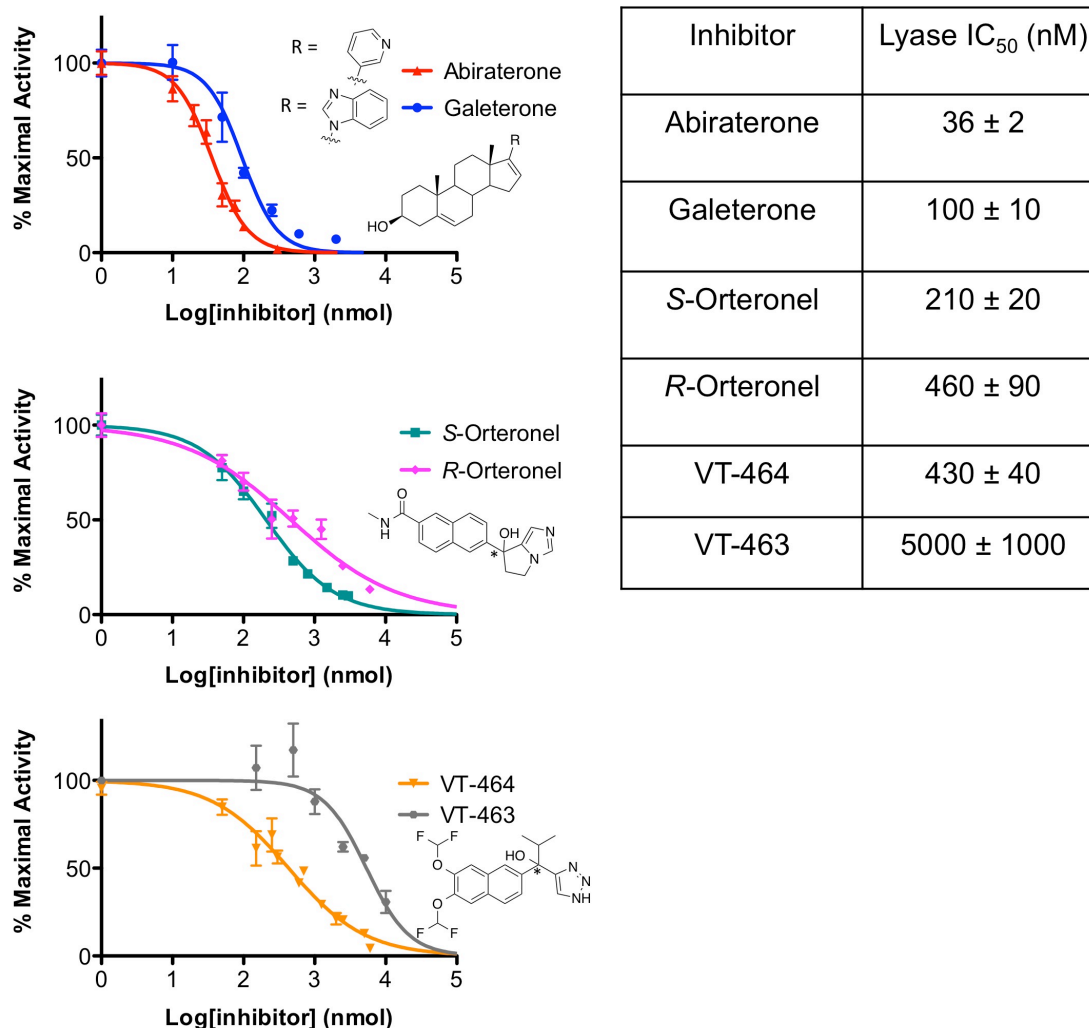 % Maximal Activity
100
50
0
0 1 2 3 4 5
Log[inhibitor] (nmol)
R =
N
R =
N
N
Abiraterone
Galeterone
R
HO
% Maximal Activity
100
50
0
0 1 2 3 4 5
Log[inhibitor] (nmol)
S-Orteronel
R-Orteronel
O
N
H
OH
*
N
N
% Maximal Activity
100
50
0
0 1 2 3 4 5
Log[inhibitor] (nmol)
VT-464
VT-463
F F
O
O
F F
HO
*
N
N
NH
Inhibitor Lyase IC50 (nM)
Abiraterone 36 ± 2
Galeterone 100 ± 10
S-Orteronel 210 ± 20
R-Orteronel 460 ± 90
VT-464 430 ± 40
VT-463 5000 ± 1000